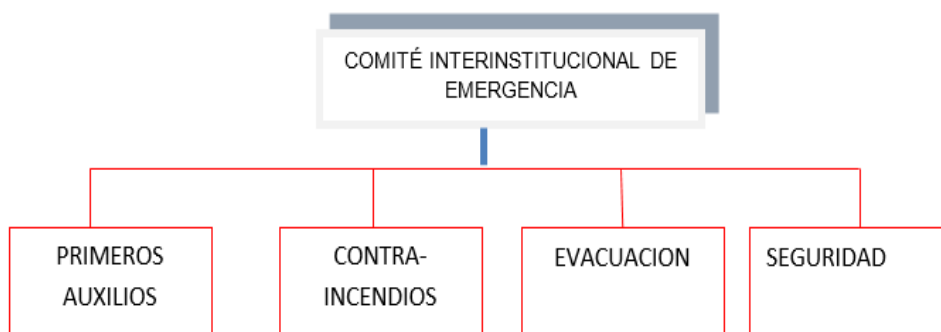 COMITÉ INTERINSTITUCIONAL DE
EMERGENCIA
PRIMEROS
AUXILIOS
CONTRA-
INCENDIOS
EVACUACION
SEGURIDAD